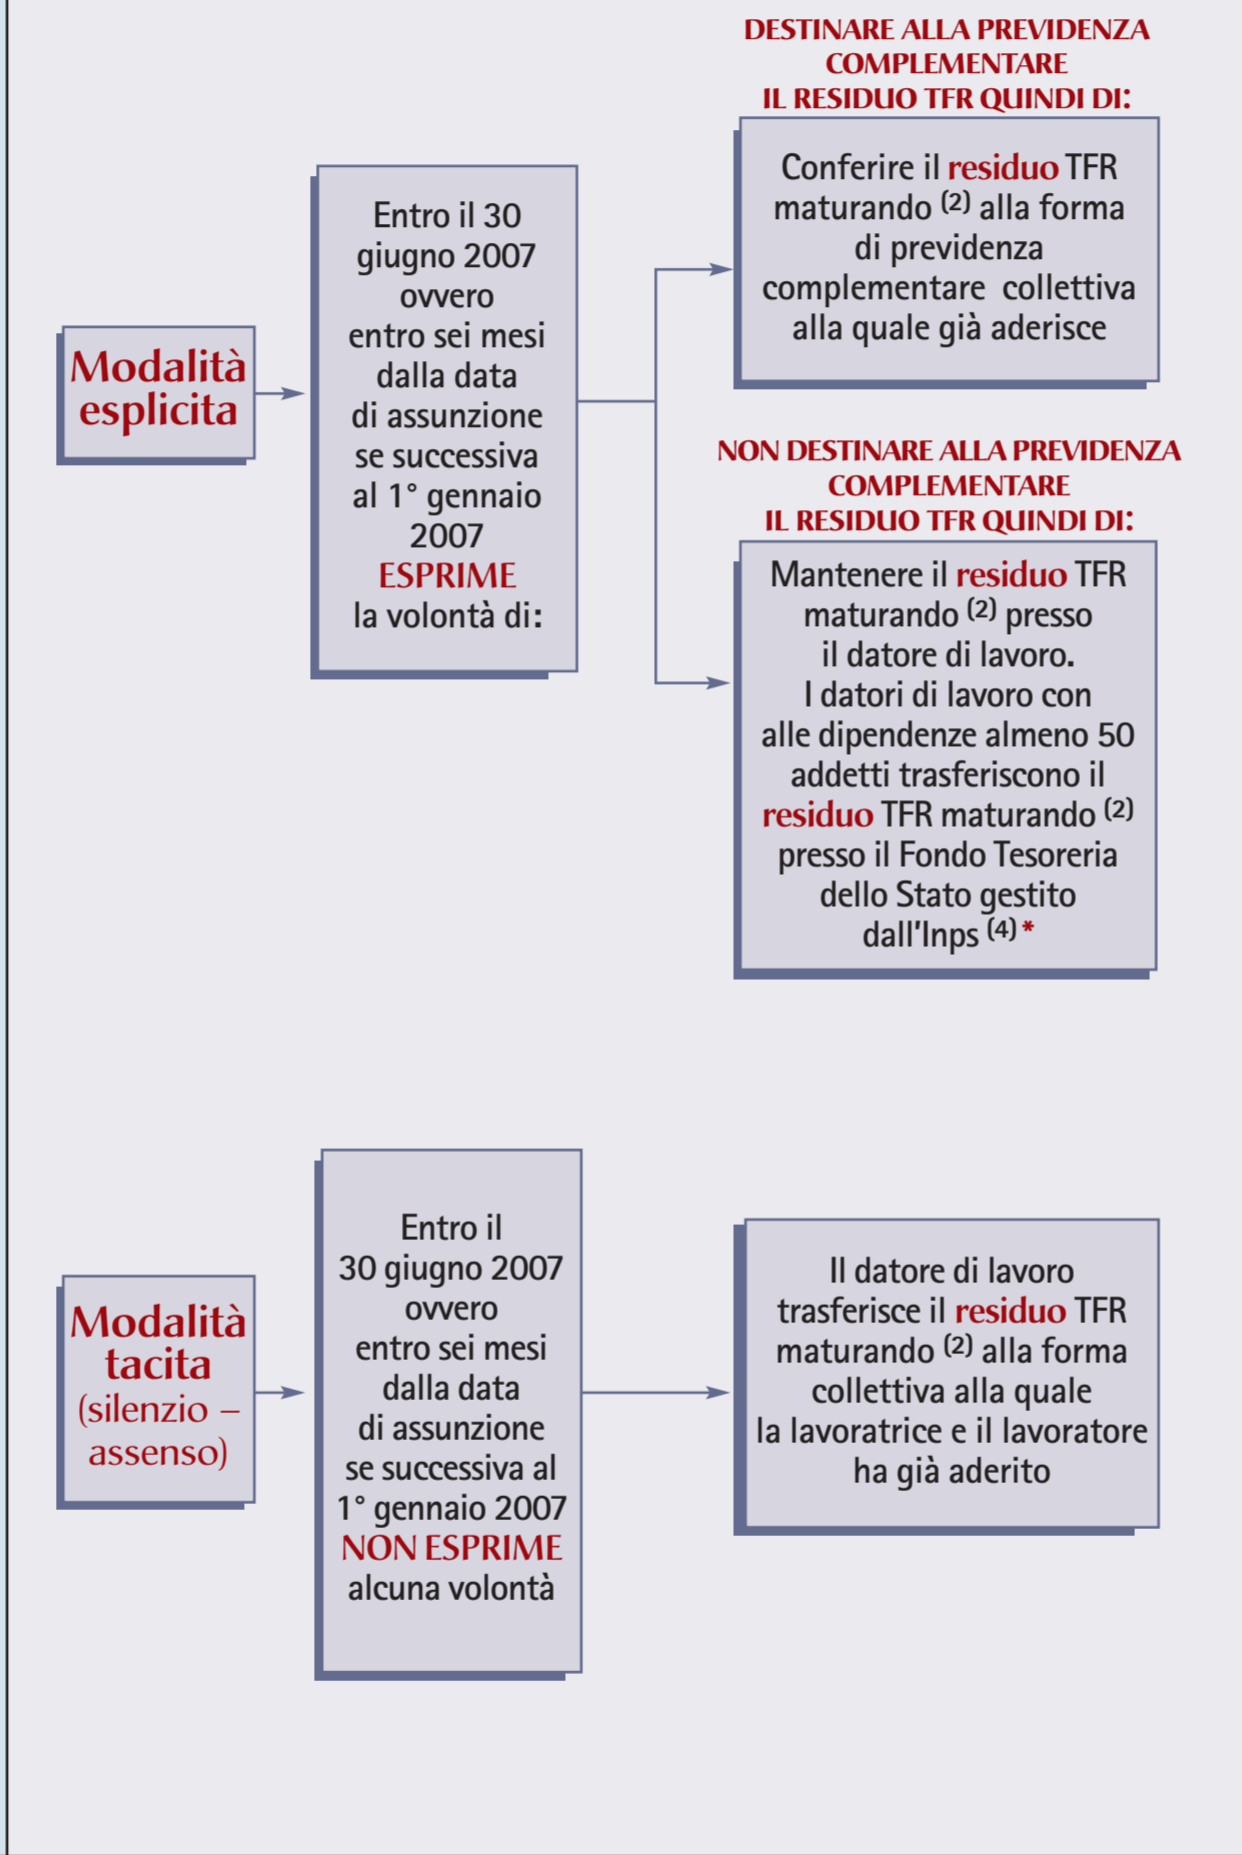 Modalità
esplicita
Entro il 30
giugno 2007
ovvero
entro sei mesi
dalla data
di assunzione
se successiva
al 1° gennaio
2007
ESPRIME
la volontà di:
DESTINARE ALLA PREVIDENZA
COMPLEMENTARE
IL RESIDUO TFR QUINDI DI:
Conferire il residuo TFR
maturando (2) alla forma
di previdenza
complementare collettiva
alla quale già aderisce
NON DESTINARE ALLA PREVIDENZA
COMPLEMENTARE
IL RESIDUO TFR QUINDI DI:
Mantenere il residuo TFR
maturando (2) presso
il datore di lavoro.
I datori di lavoro con
alle dipendenze almeno 50
addetti trasferiscono il
residuo TFR maturando (2)
presso il Fondo Tesoreria
dello Stato gestito
dall'Inps (4) *
Modalità
tacita
(silenzio –
assenso)
Entro il
30 giugno 2007
ovvero
entro sei mesi
dalla data
di assunzione
se successiva al
1° gennaio 2007
NON ESPRIME
alcuna volontà
Il datore di lavoro
trasferisce il residuo TFR
maturando (2) alla forma
collettiva alla quale
la lavoratrice e il lavoratore
ha già aderito